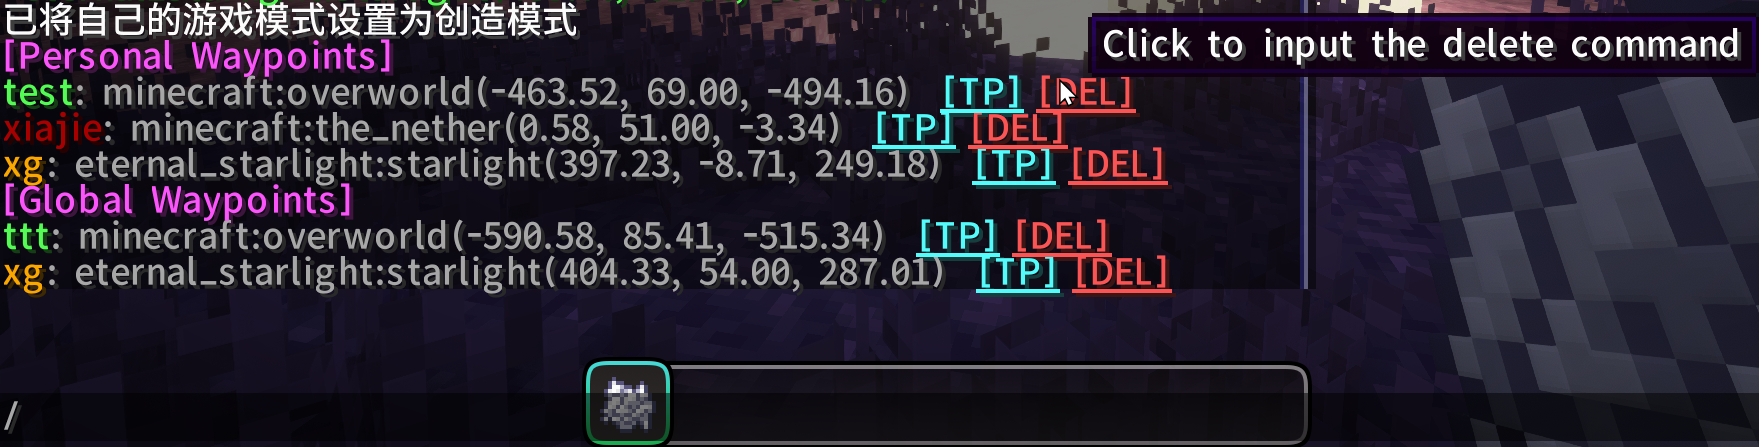 已将自己的游戏模式设置为创造模式
[Personal Waypoints]
Click to input the delete command
test: minecraft:overworld(-463.52, 69.00, -494.16) [TP] [DEL]
xiajie: minecraft:the_nether(0.58, 51.00, -3.34) [TP] [DEL]
xg: eternal_starlight:starlight(397.23, -8.71, 249.18) [TP] [DEL]
[Global Waypoints]
ttt: minecraft:overworld(-590.58, 85.41, -515.34) [TP] [DEL]
xg: eternal_starlight:starlight(404.33, 54.00, 287.01) [TP] [DEL]
/